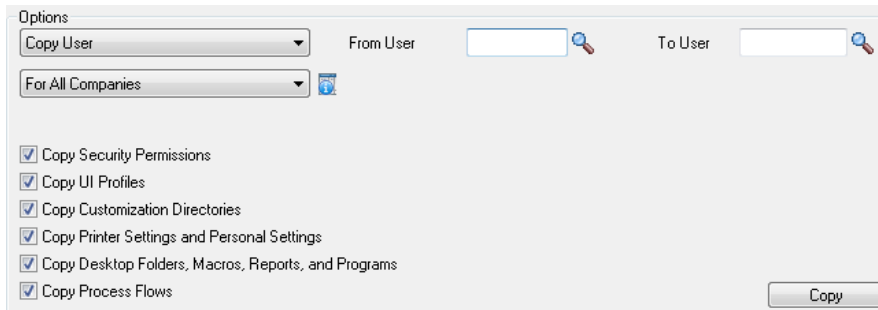 Options
Copy User From User To User
For All Companies
Copy Security Permissions
Copy UI Profiles
Copy Customization Directories
Copy Printer Settings and Personal Settings
Copy Desktop Folders, Macros, Reports, and Programs
Copy Process Flows
Copy